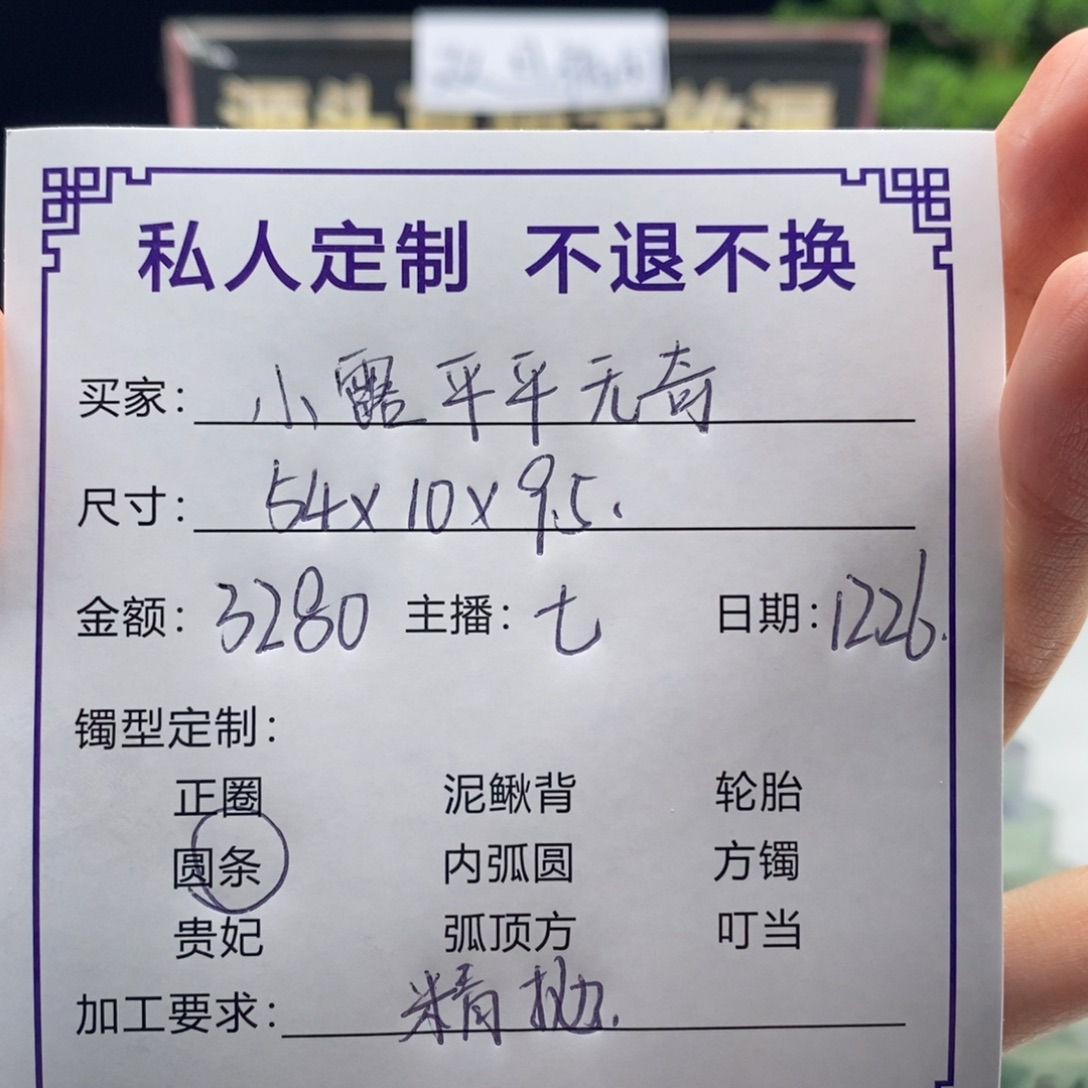 私人定制 不退不换
买家：小露平平无奇
尺寸：54x10x9.5.
金额：3280 主播：七 日期：1226.
镯型定制：
正圈 泥鳅背 轮胎
圆条 内弧圆 方镯
贵妃 弧顶方 叮当
加工要求：精抛.